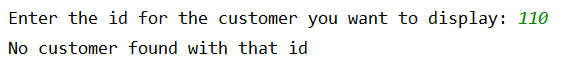 Enter the id for the customer you want to display: 110
No customer found with that id